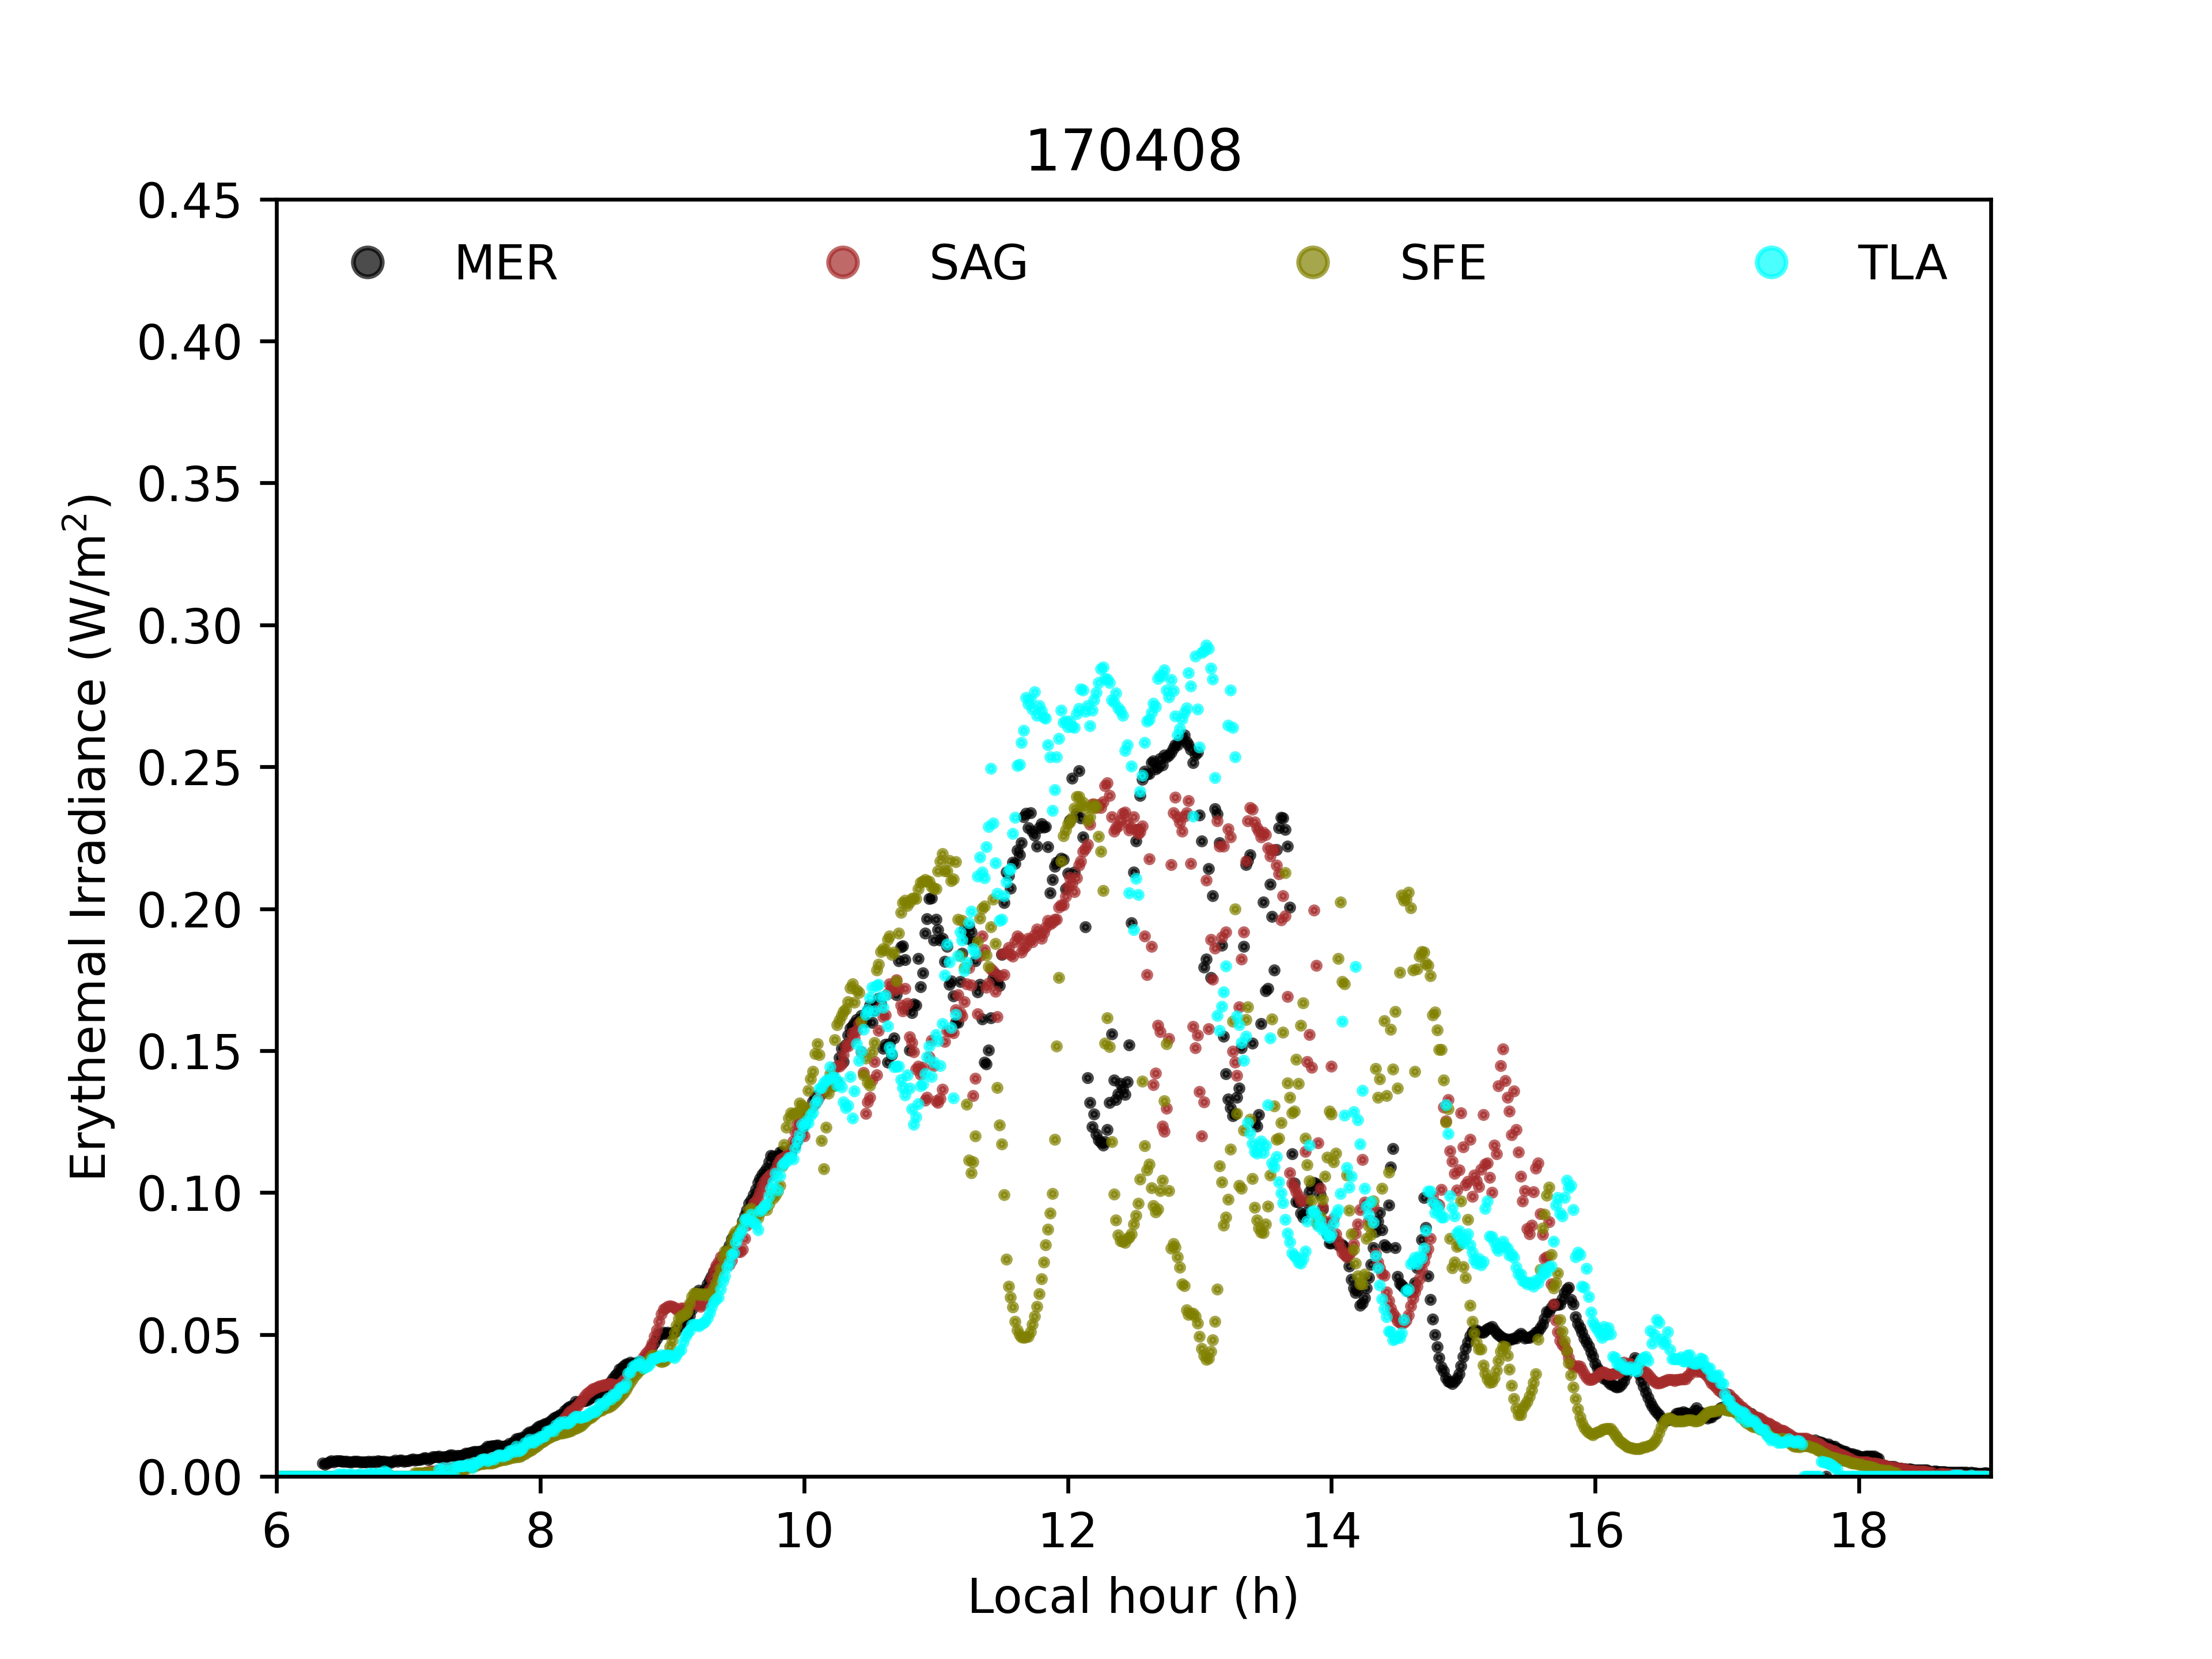 170408
MER SAG SFE TLA
0.45
0.40
0.35
0.30
0.25
0.20
0.15
0.10
0.05
0.00
Erythemal Irradiance (W/m²)
6 8 10 12 14 16 18
Local hour (h)